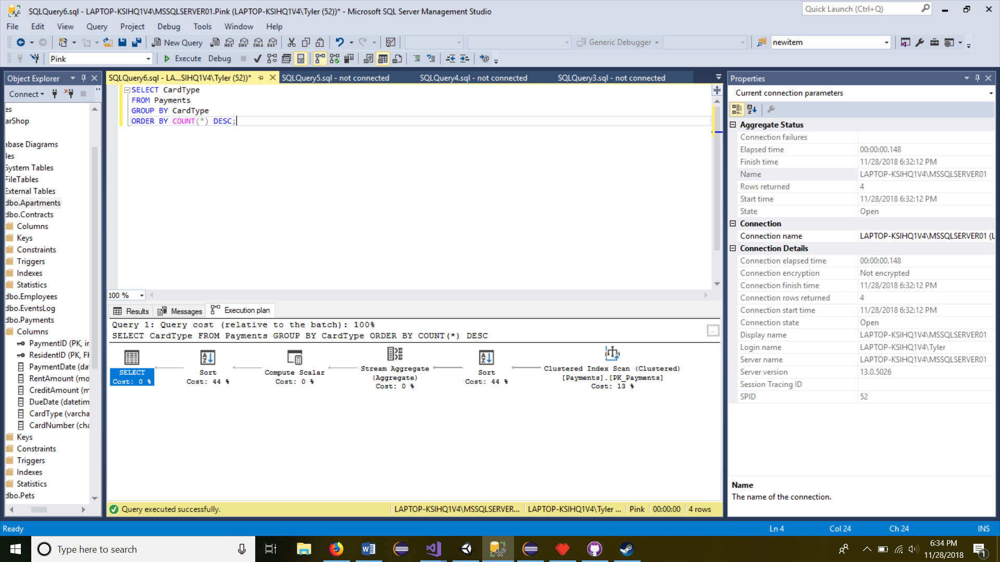 SQLQuery6.sql - LAPTOP-KSIHQ1V4\MSSQLSERVER01.Pink (LAPTOP-KSIHQ1V4\Tyler (52))* - Microsoft SQL Server Management Studio
Quick Launch (Ctrl+Q)
File Edit View Query Project Debug Tools Window Help
New Query MDX DMX XMLA DAX Generic Debugger newitem
Pink Execute Debug
Object Explorer
Connect
es
arShop
abase Diagrams
les
System Tables
FileTables
External Tables
dbo.Apartments
dbo.Contracts
Columns
Keys
Constraints
Triggers
Indexes
Statistics
dbo.Employees
dbo.EventsLog
dbo.Payments
Columns
PaymentID (PK, in
ResidentID (PK, FK
PaymentDate (da
RentAmount (mo
CreditAmount (m
DueDate (datetim
CardType (varcha
CardNumber (cha
Keys
Constraints
Triggers
Indexes
Statistics
dbo.Pets
SQLQuery6.sql - LA...SIHQ1V4\Tyler (52))* SQLQuery5.sql - not connected SQLQuery4.sql - not connected SQLQuery3.sql - not connected
SELECT CardType
FROM Payments
GROUP BY CardType
ORDER BY COUNT(*) DESC;
100 %
Results Messages Execution plan
Query 1: Query cost (relative to the batch): 100%
SELECT CardType FROM Payments GROUP BY CardType ORDER BY COUNT(*) DESC
SELECT
Cost: 0 %
Sort
Cost: 44 %
Compute Scalar
Cost: 0 %
Stream Aggregate
(Aggregate)
Cost: 0 %
Sort
Cost: 44 %
Clustered Index Scan (Clustered)
[Payments].[PK_Payments]
Cost: 13 %
Query executed successfully. LAPTOP-KSIHQ1V4\MSSQLSERVER... LAPTOP-KSIHQ1V4\Tyler ... Pink 00:00:00 4 rows
Properties
Current connection parameters
Aggregate Status
Connection failures
Elapsed time 00:00:00.148
Finish time 11/28/2018 6:32:12 PM
Name LAPTOP-KSIHQ1V4\MSSQLSERVER01
Rows returned 4
Start time 11/28/2018 6:32:12 PM
State Open
Connection
Connection name LAPTOP-KSIHQ1V4\MSSQLSERVER01 (L
Connection Details
Connection elapsed time 00:00:00.148
Connection encryption Not encrypted
Connection finish time 11/28/2018 6:32:12 PM
Connection rows returned 4
Connection start time 11/28/2018 6:32:12 PM
Connection state Open
Display name LAPTOP-KSIHQ1V4\MSSQLSERVER01
Login name LAPTOP-KSIHQ1V4\Tyler
Server name LAPTOP-KSIHQ1V4\MSSQLSERVER01
Server version 13.0.5026
Session Tracing ID
SPID 52
Name
The name of the connection.
Ready Ln 4 Col 24 Ch 24 INS
Type here to search
6:34 PM
11/28/2018
1